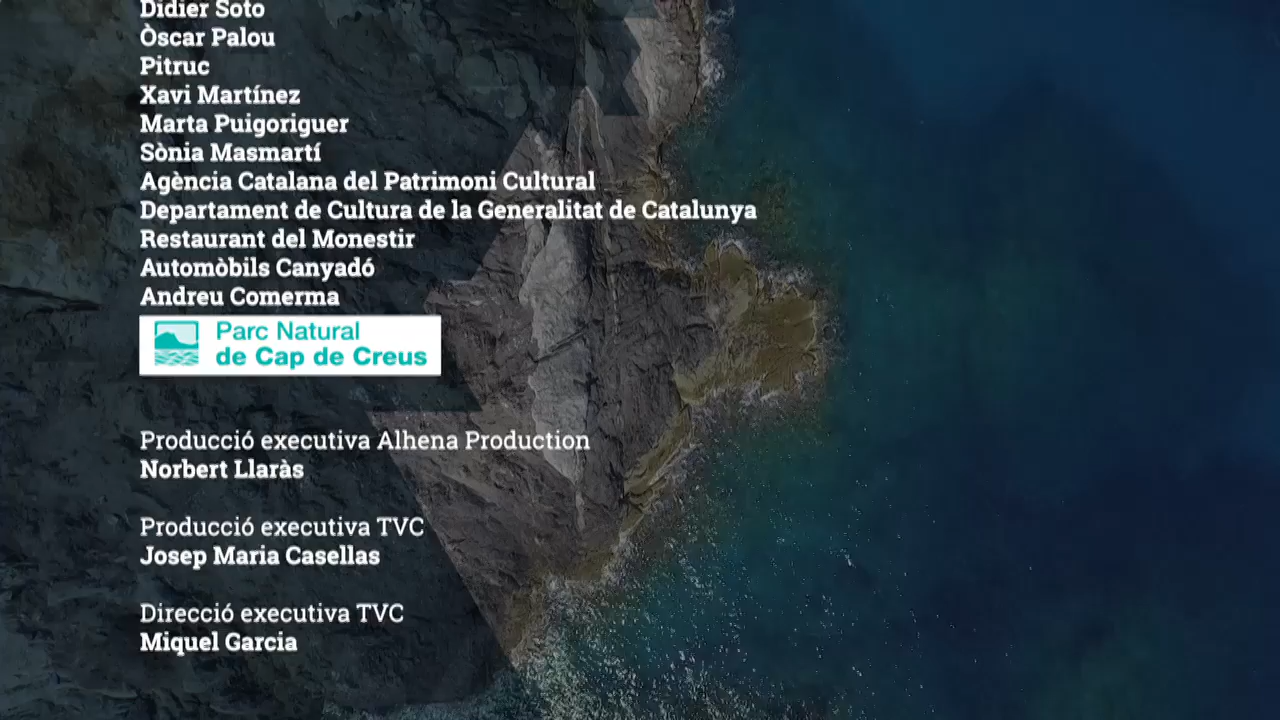 Didier Soto
Òscar Palou
Pitruc
Xavi Martínez
Marta Puigoriguer
Sònia Masmartí
Agència Catalana del Patrimoni Cultural
Departament de Cultura de la Generalitat de Catalunya
Restaurant del Monestir
Automòbils Canyadó
Andreu Comerma
Parc Natural
de Cap de Creus
Producció executiva Alhena Production
Norbert Llaràs
Producció executiva TVC
Josep Maria Casellas
Direcció executiva TVC
Miquel Garcia